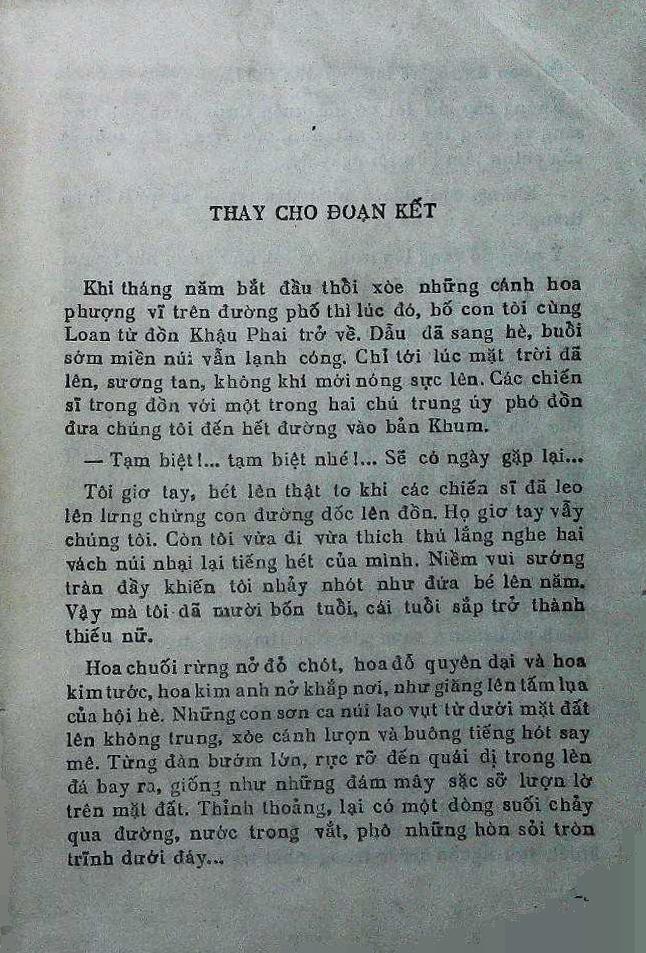 THAY CHO ĐOẠN KẾT
Khi tháng năm bắt đầu thổi xòe những cánh hoa
phượng vĩ trên đường phố thì lúc đó, bố con tôi cùng
Loan từ đồn Khậu Phai trở về. Dẫu đã sang hè, buổi
sớm miền núi vẫn lạnh cóng. Chỉ tới lúc mặt trời đã
lên, sương tan, không khí mới nóng sực lên. Các chiến
sĩ trong đồn với một trong hai chú trung úy phó đồn
đưa chúng tôi đến hết đường vào bản Khum.
— Tạm biệt!... tạm biệt nhé!... Sẽ có ngày gặp lại...
Tôi giơ tay, hét lên thật to khi các chiến sĩ đã leo
lên lưng chừng con đường dốc lên đồn. Họ giơ tay vẫy
chúng tôi. Còn tôi vừa đi vừa thích thú lắng nghe hai
vách núi nhại lại tiếng hét của mình. Niềm vui sướng
tràn đầy khiến tôi nhảy nhót như đứa bé lên năm.
Vậy mà tôi đã mười bốn tuổi, cái tuổi sắp trở thành
thiếu nữ.
Hoa chuối rừng nở đỏ chót, hoa đỗ quyên dại và hoa
kim tước, hoa kim anh nở khắp nơi, như giăng lên tấm lụa
của hội hè. Những con sơn ca núi lao vụt từ dưới mặt đất
lên không trung, xòe cánh lượn và buông tiếng hót say
mê. Từng đàn bướm lớn, rực rỡ đến quái dị trong lèn
đá bay ra, giống như những đám mây sặc sỡ lượn lờ
trên mặt đất. Thỉnh thoảng, lại có một dòng suối chảy
qua đường, nước trong vắt, phô những hòn sỏi tròn
trĩnh dưới đáy...